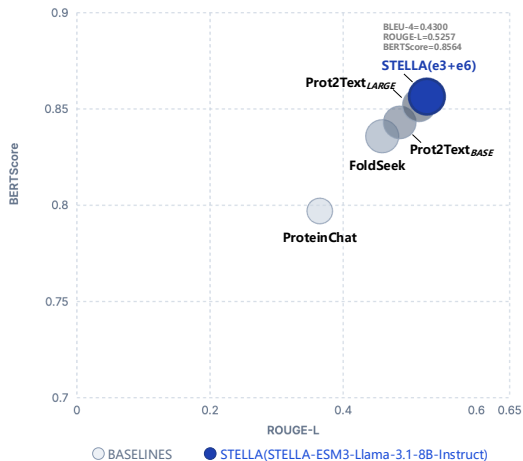 0.9
BLEU-4=0.4300
ROUGE-L=0.5257
BERTScore=0.8564
STELLA(e3+e6)
Prot2Text_LARGE
0.85
Prot2Text_BASE
FoldSeek
BERTScore
0.8
ProteinChat
0.75
0.7
0 0.2 0.4 0.6 0.65
ROUGE-L
BASELINES STELLA(STELLA-ESM3-Llama-3.1-8B-Instruct)